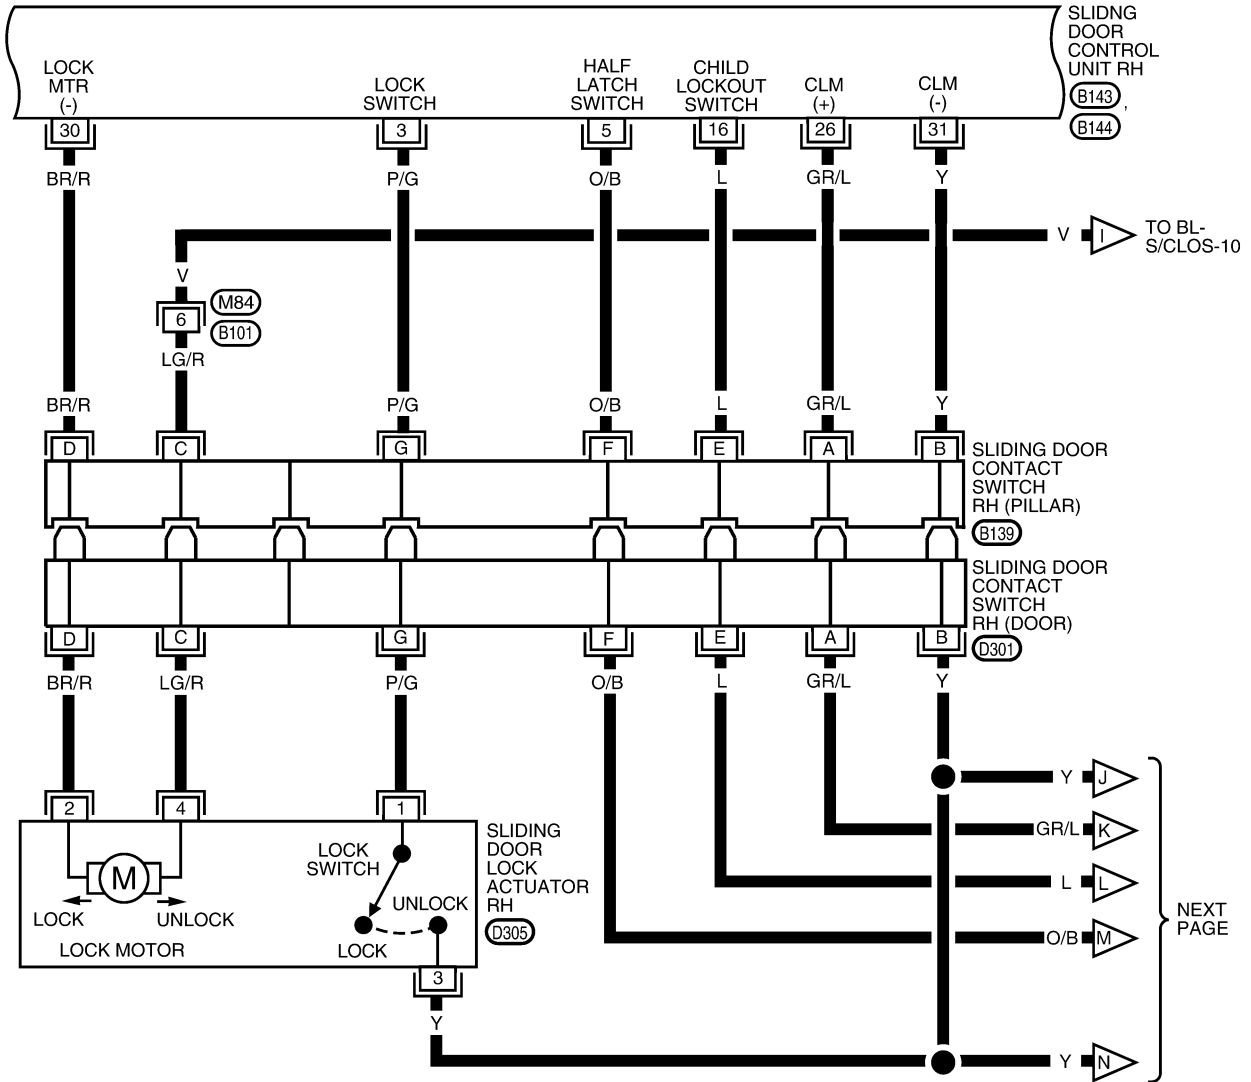 SLIDNG
DOOR
CONTROL
UNIT RH
B143 ,
B144
LOCK
MTR
(-)
LOCK
SWITCH
HALF
LATCH
SWITCH
CHILD
LOCKOUT
SWITCH
CLM
(+)
CLM
(-)
30 3 5 16 26 31
BR/R P/G O/B L GR/L Y
V I TO BL-
S/CLOS-10
V
6
M84
B101
LG/R
BR/R P/G O/B L GR/L Y
D C G F E A B
SLIDING DOOR
CONTACT
SWITCH
RH (PILLAR)
B139
SLIDING DOOR
CONTACT
SWITCH
RH (DOOR)
D301
D C G F E A B
BR/R LG/R P/G O/B L GR/L Y
Y J
GR/L K
L L
O/B M
Y N
NEXT
PAGE
2 4 1
SLIDING
DOOR
LOCK
ACTUATOR
RH
D305
M
LOCK
UNLOCK
LOCK MOTOR
LOCK
SWITCH
UNLOCK
LOCK
3
Y